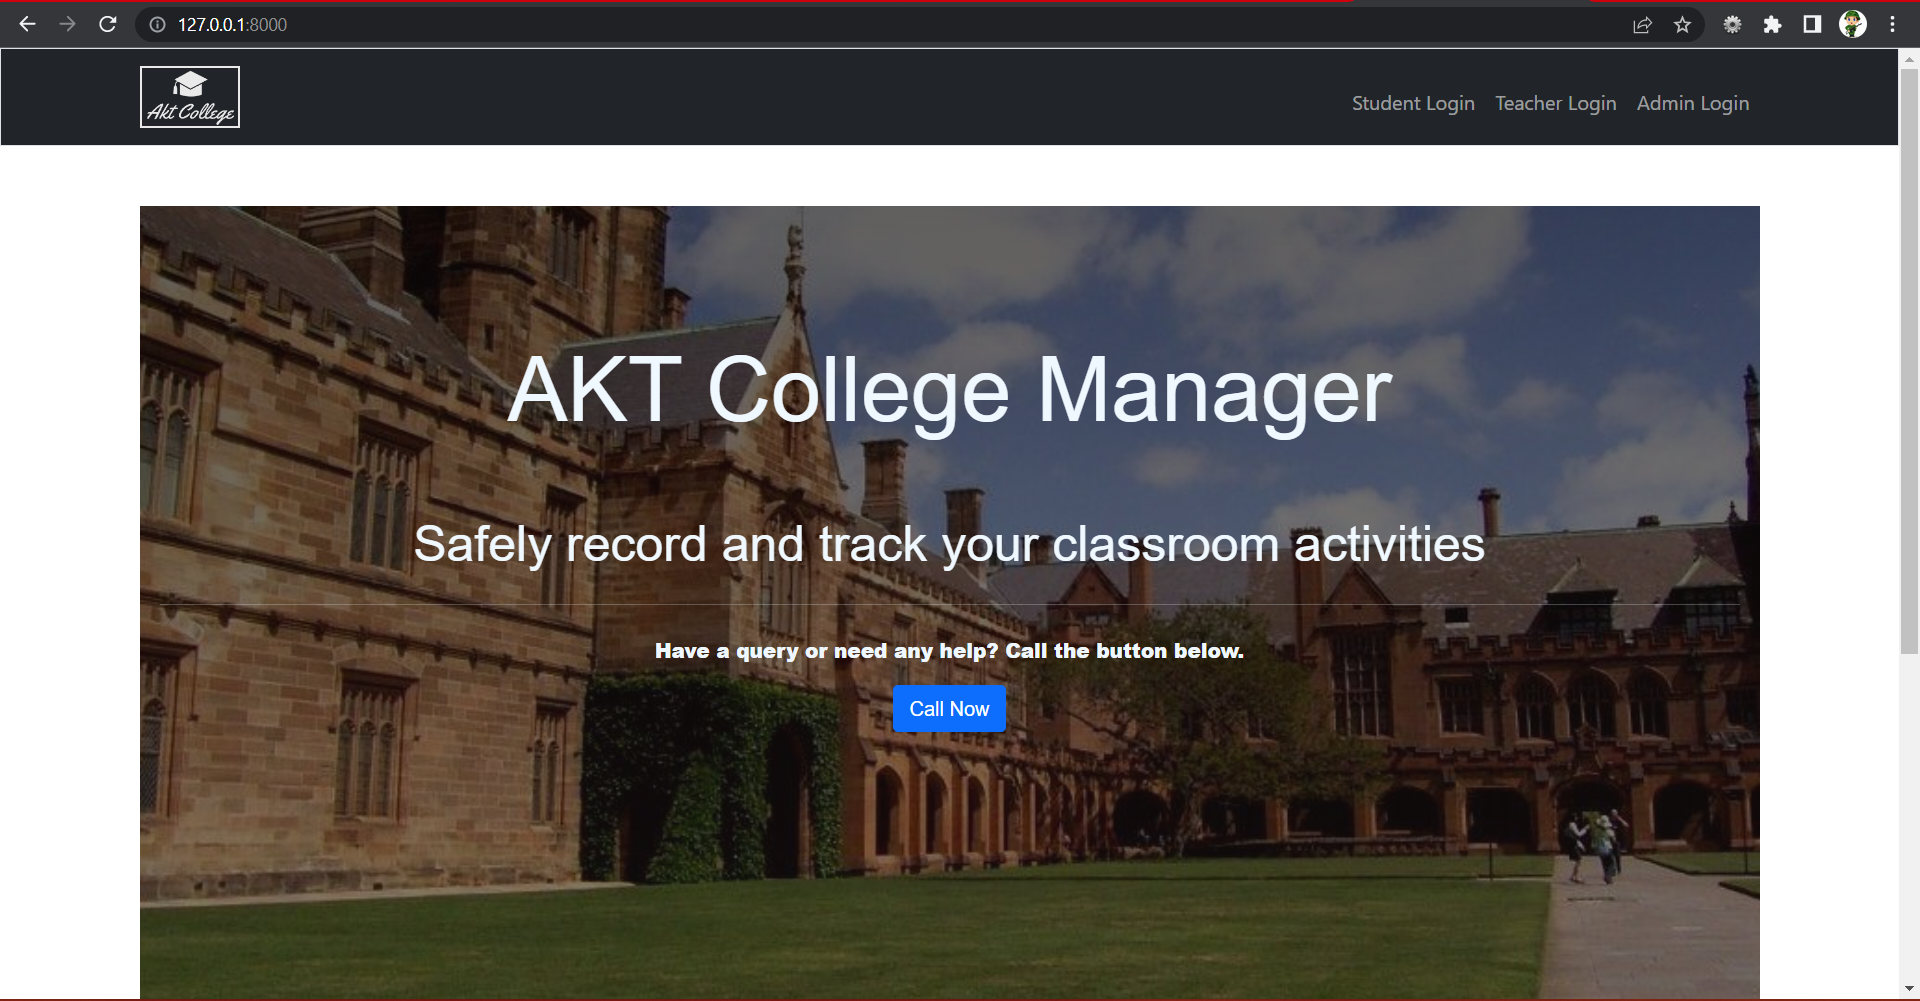 127.0.0.1:8000
Akt College
Student Login Teacher Login Admin Login
AKT College Manager
Safely record and track your classroom activities
Have a query or need any help? Call the button below.
Call Now